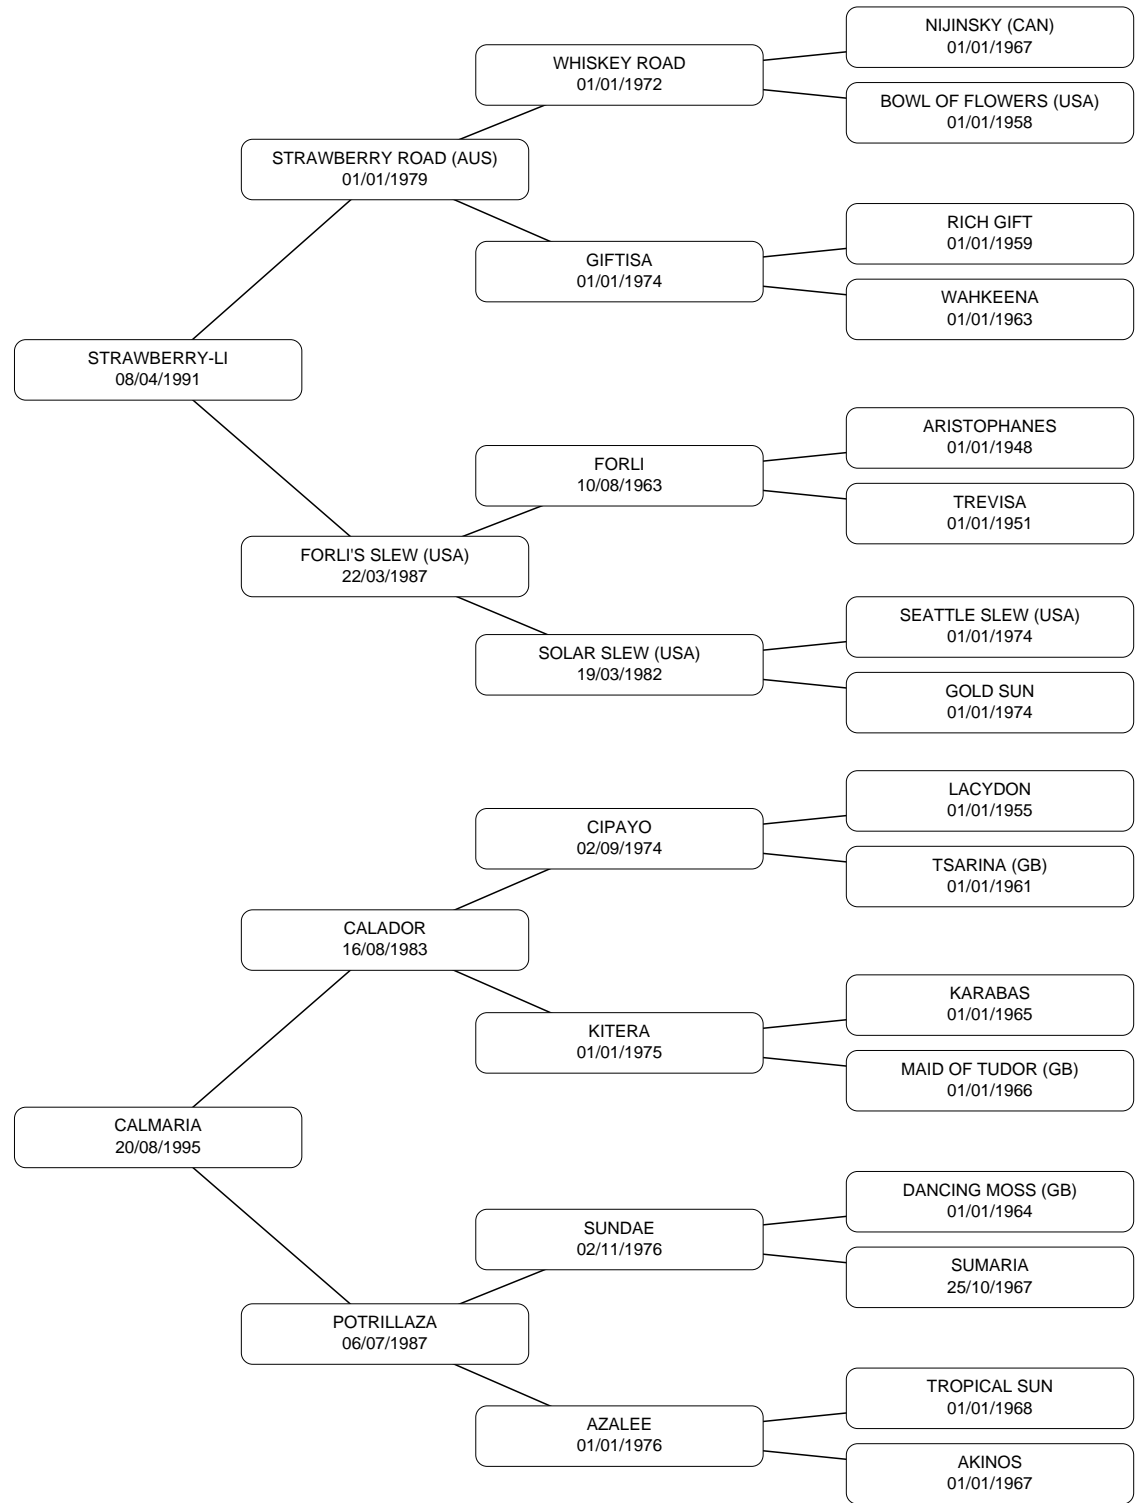 NIJINSKY (CAN)
01/01/1967
WHISKEY ROAD
01/01/1972
BOWL OF FLOWERS (USA)
01/01/1958
STRAWBERRY ROAD (AUS)
01/01/1979
RICH GIFT
01/01/1959
GIFTISA
01/01/1974
WAHKEENA
01/01/1963
STRAWBERRY-LI
08/04/1991
ARISTOPHANES
01/01/1948
FORLI
10/08/1963
TREVISA
01/01/1951
FORLI'S SLEW (USA)
22/03/1987
SEATTLE SLEW (USA)
01/01/1974
SOLAR SLEW (USA)
19/03/1982
GOLD SUN
01/01/1974
LACYDON
01/01/1955
CIPAYO
02/09/1974
TSARINA (GB)
01/01/1961
CALADOR
16/08/1983
KARABAS
01/01/1965
KITERA
01/01/1975
MAID OF TUDOR (GB)
01/01/1966
CALMARIA
20/08/1995
DANCING MOSS (GB)
01/01/1964
SUNDAE
02/11/1976
SUMARIA
25/10/1967
POTRILLAZA
06/07/1987
TROPICAL SUN
01/01/1968
AZALEE
01/01/1976
AKINOS
01/01/1967